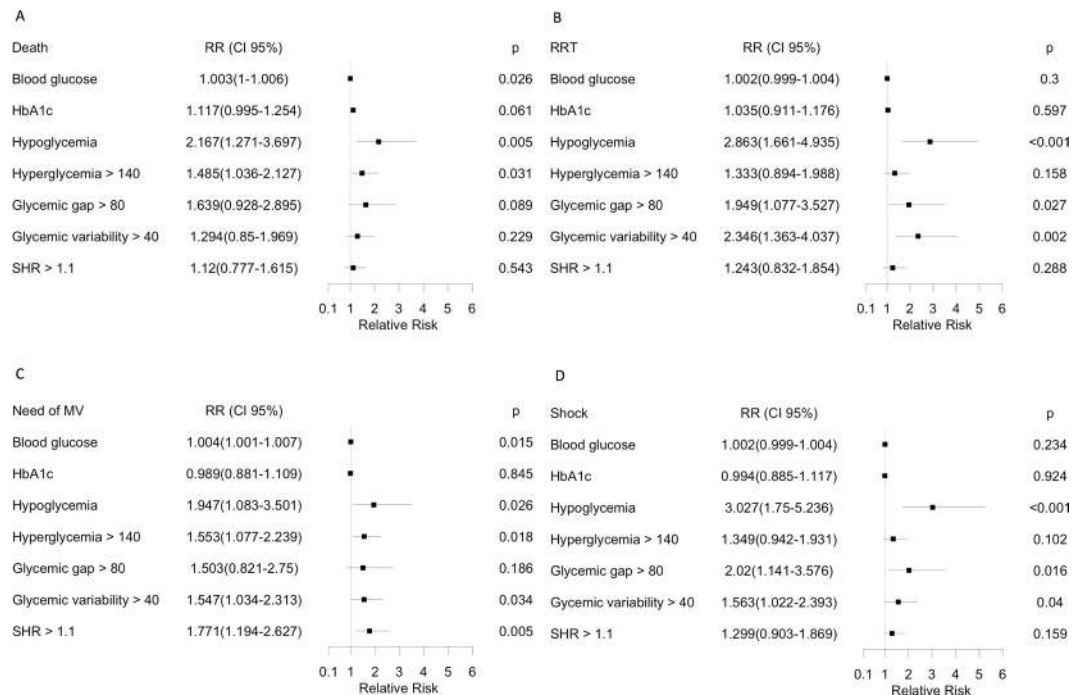 A
Death RR (CI 95%) p
Blood glucose 1.003(1-1.006) 0.026
HbA1c 1.117(0.995-1.254) 0.061
Hypoglycemia 2.167(1.271-3.697) 0.005
Hyperglycemia > 140 1.485(1.036-2.127) 0.031
Glycemic gap > 80 1.639(0.928-2.895) 0.089
Glycemic variability > 40 1.294(0.85-1.969) 0.229
SHR > 1.1 1.12(0.777-1.615) 0.543
0.1 1 2 3 4 5 6
Relative Risk
B
RRT RR (CI 95%) p
Blood glucose 1.002(0.999-1.004) 0.3
HbA1c 1.035(0.911-1.176) 0.597
Hypoglycemia 2.863(1.661-4.935) <0.001
Hyperglycemia > 140 1.333(0.894-1.988) 0.158
Glycemic gap > 80 1.949(1.077-3.527) 0.027
Glycemic variability > 40 2.346(1.363-4.037) 0.002
SHR > 1.1 1.243(0.832-1.854) 0.288
0.1 1 2 3 4 5 6
Relative Risk
C
Need of MV RR (CI 95%) p
Blood glucose 1.004(1.001-1.007) 0.015
HbA1c 0.989(0.881-1.109) 0.845
Hypoglycemia 1.947(1.083-3.501) 0.026
Hyperglycemia > 140 1.553(1.077-2.239) 0.018
Glycemic gap > 80 1.503(0.821-2.75) 0.186
Glycemic variability > 40 1.547(1.034-2.313) 0.034
SHR > 1.1 1.771(1.194-2.627) 0.005
0.1 1 2 3 4 5 6
Relative Risk
D
Shock RR (CI 95%) p
Blood glucose 1.002(0.999-1.004) 0.234
HbA1c 0.994(0.885-1.117) 0.924
Hypoglycemia 3.027(1.75-5.236) <0.001
Hyperglycemia > 140 1.349(0.942-1.931) 0.102
Glycemic gap > 80 2.02(1.141-3.576) 0.016
Gycemic variability > 40 1.563(1.022-2.393) 0.04
SHR > 1.1 1.299(0.903-1.869) 0.159
0.1 1 2 3 4 5 6
Relative Risk